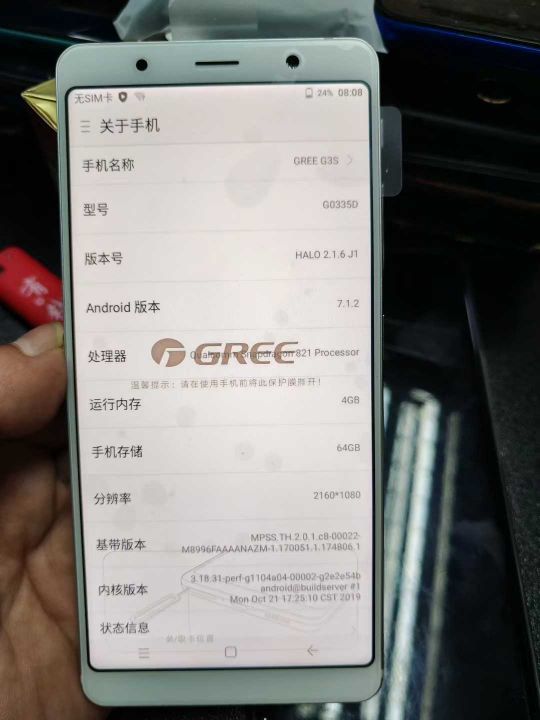 无SIM卡 24% 08:08
关于手机
手机名称 GREE G3S
型号 G0335D
版本号 HALO 2.1.6 J1
Android 版本 7.1.2
处理器 Qualcomm Snapdragon 821 Processor
GREE
温馨提示：请在使用手机前将此保护膜撕开！
运行内存 4GB
手机存储 64GB
分辨率 2160*1080
基带版本 MPSS.TH.2.0.1.c8-00022-
M8996FAAAANAZM-1.170051.1.174806.1
内核版本 3.18.31-perf-g1104a04-00002-g2e2e54b
android@buildserver #1
Mon Oct 21 17:25:10 CST 2019
状态信息